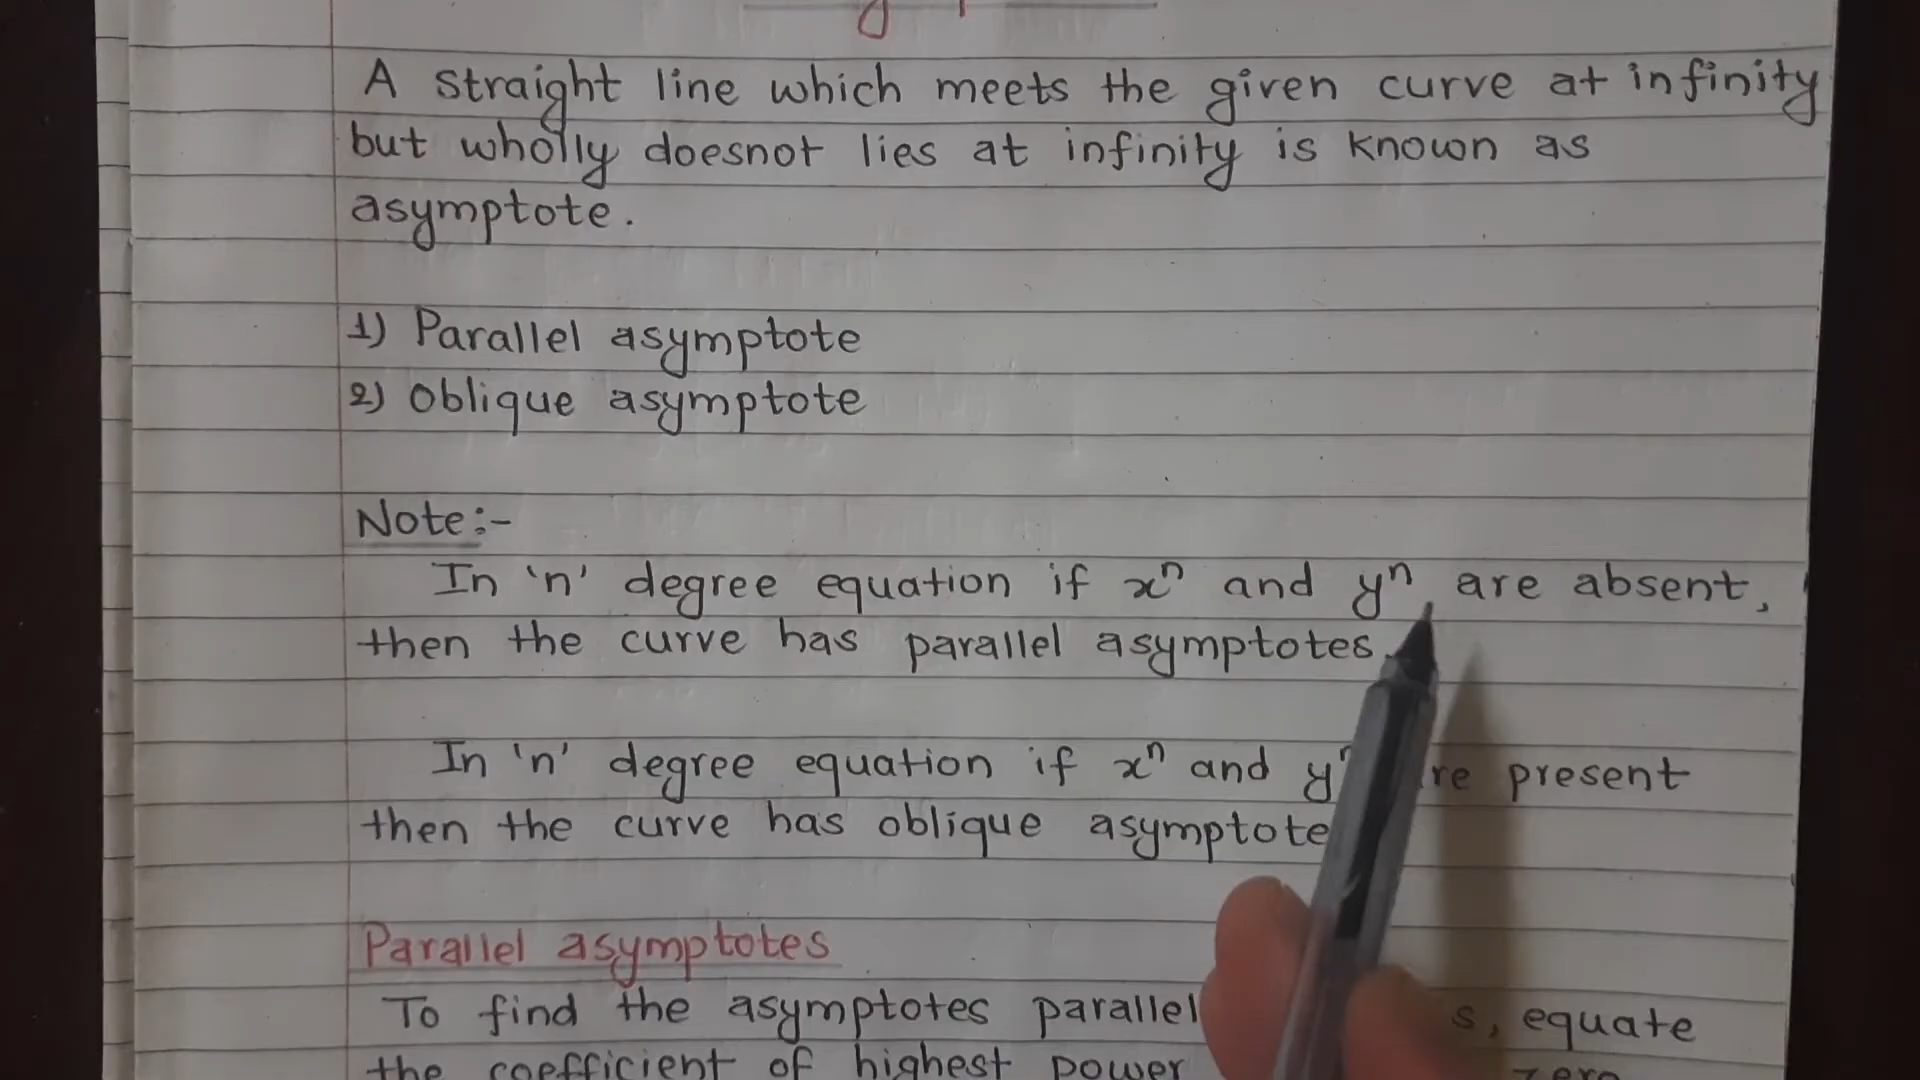 A straight line which meets the given curve at infinity
but wholly doesnot lies at infinity is known as
asymptote.
1) Parallel asymptote
2) Oblique asymptote
Note:-
In 'n' degree equation if xⁿ and yⁿ are absent,
then the curve has parallel asymptotes.
In 'n' degree equation if xⁿ and yⁿ present
then the curve has oblique asymptote
Parallel asymptotes
To find the asymptotes parallel equate
the coefficient of highest power zero